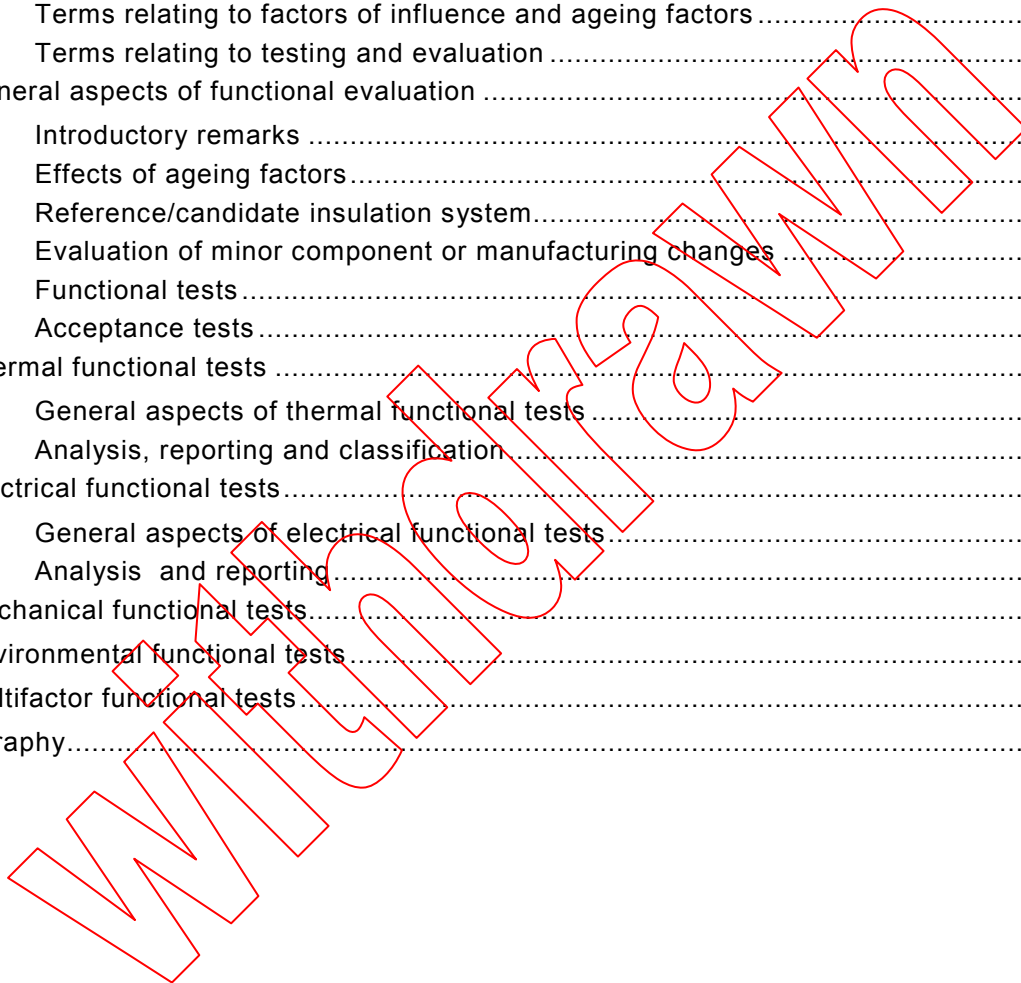 Terms relating to factors of influence and ageing factors
Terms relating to testing and evaluation
neral aspects of functional evaluation
Introductory remarks
Effects of ageing factors
Reference/candidate insulation system
Evaluation of minor component or manufacturing changes
Functional tests
Acceptance tests
ermal functional tests
General aspects of thermal functional tests
Analysis, reporting and classification
ectrical functional tests
General aspects of electrical functional tests
Analysis and reporting
chanical functional tests
vironmental functional tests
ltifactor functional tests
raphy
withdrawn